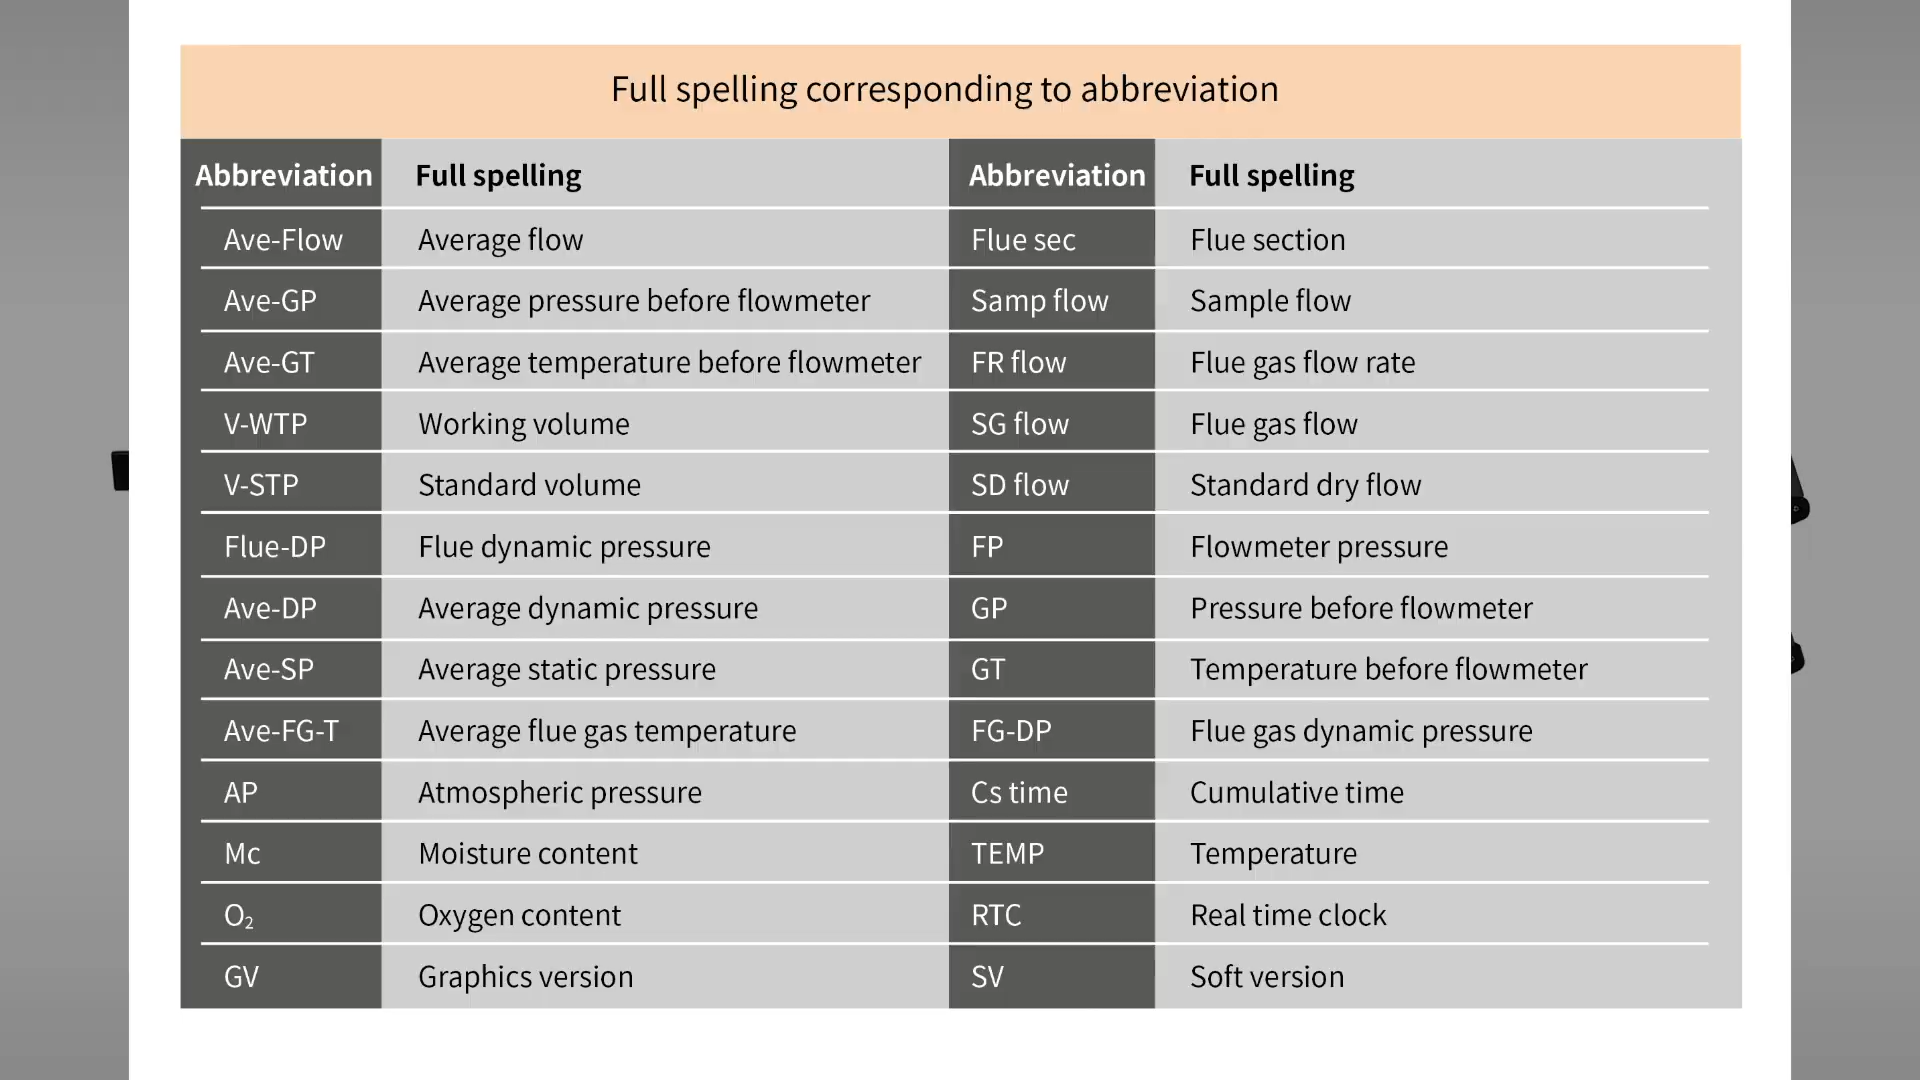 Full spelling corresponding to abbreviation
Abbreviation Full spelling Abbreviation Full spelling
Ave-Flow Average flow Flue sec Flue section
Ave-GP Average pressure before flowmeter Samp flow Sample flow
Ave-GT Average temperature before flowmeter FR flow Flue gas flow rate
V-WTP Working volume SG flow Flue gas flow
V-STP Standard volume SD flow Standard dry flow
Flue-DP Flue dynamic pressure FP Flowmeter pressure
Ave-DP Average dynamic pressure GP Pressure before flowmeter
Ave-SP Average static pressure GT Temperature before flowmeter
Ave-FG-T Average flue gas temperature FG-DP Flue gas dynamic pressure
AP Atmospheric pressure Cs time Cumulative time
Mc Moisture content TEMP Temperature
O₂ Oxygen content RTC Real time clock
GV Graphics version SV Soft version